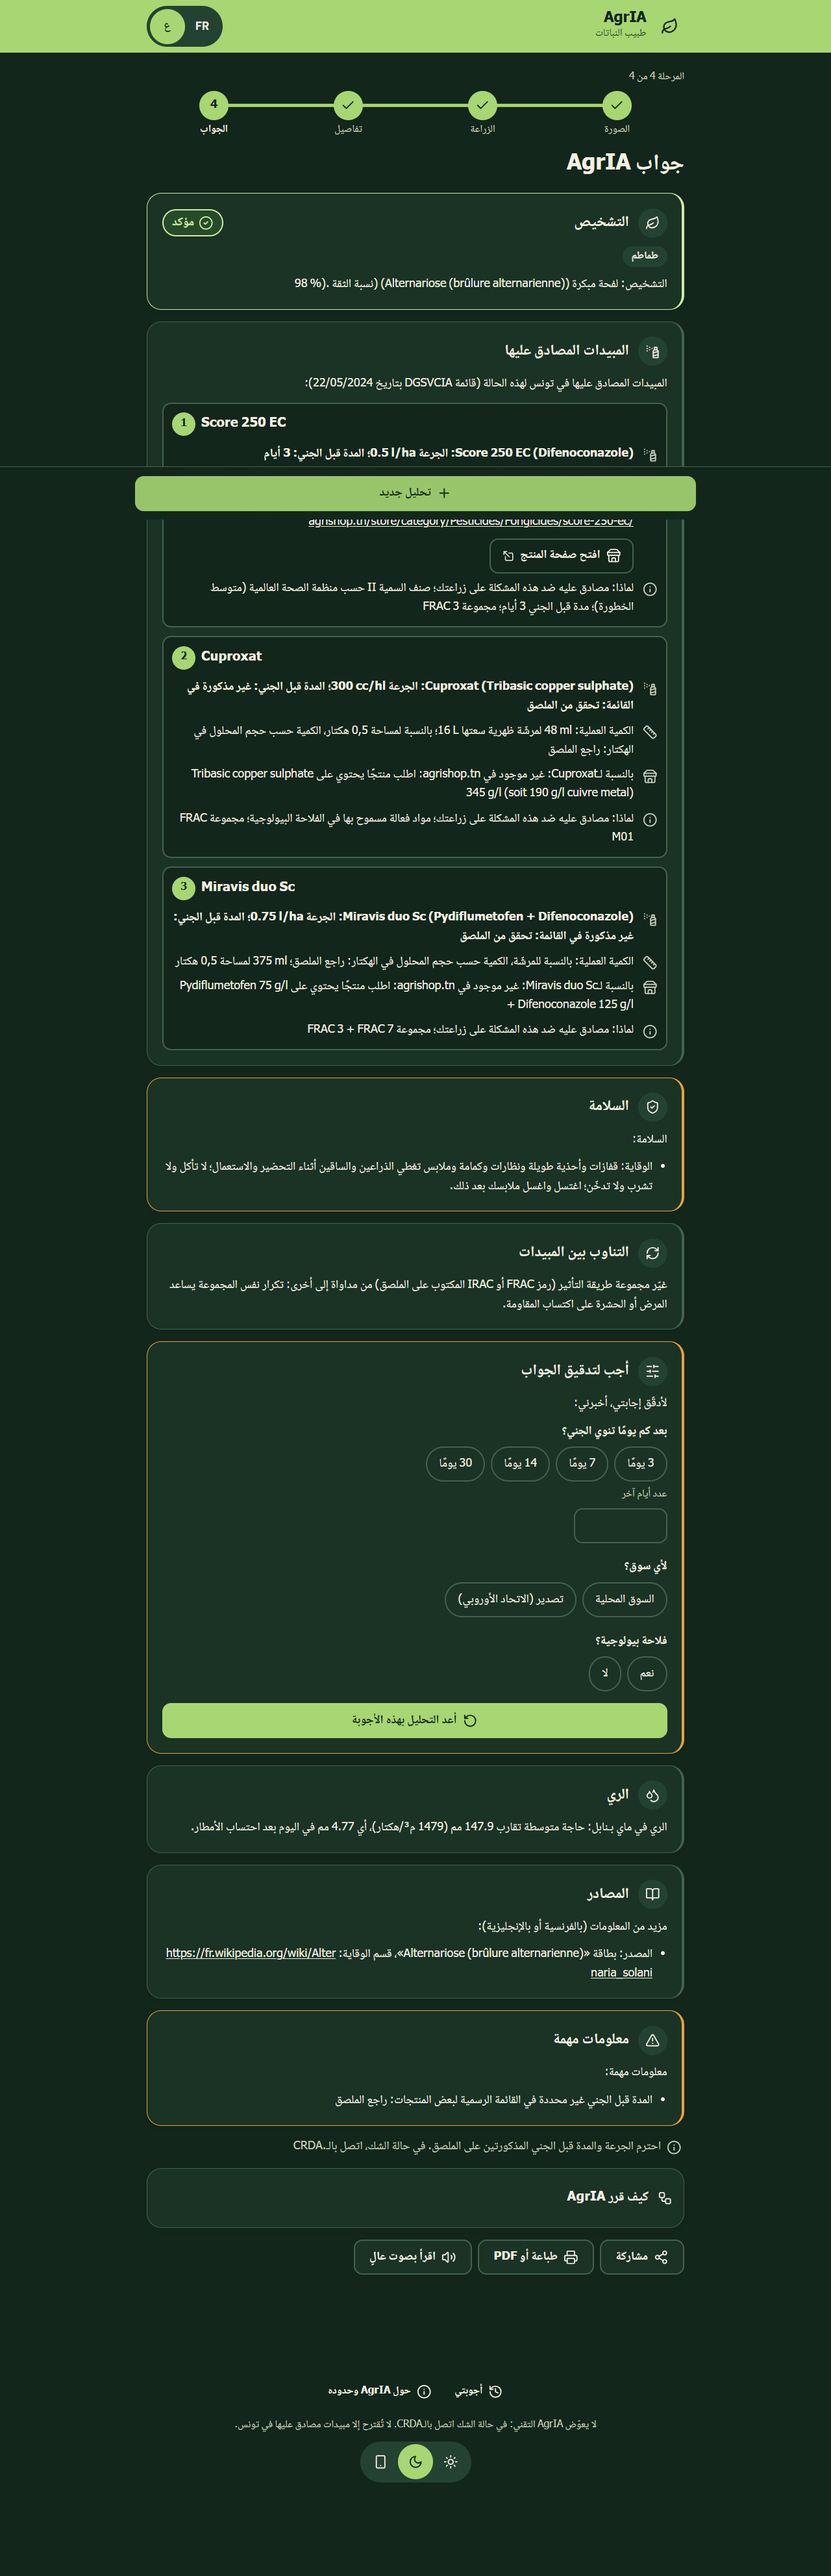 AgrIA
طبيب النباتات
FR
ع
المرحلة 4 من 4
4
الصورة
الزراعة
تفاصيل
الجواب
جواب AgrIA
التشخيص
مؤكد
طماطم
التشخيص: لفحة مبكرة (Alternariose (brûlure alternarienne)) (نسبة الثقة 98 %).
المبيدات المصادق عليها
المبيدات المصادق عليها في تونس لهذه الحالة (قائمة DGSVCIA بتاريخ 22/05/2024):
1
Score 250 EC
Score 250 EC (Difenoconazole): الجرعة 0.5 l/ha؛ المدة قبل الجني: 3 أيام
تحليل جديد
agrishop.tn/store/category/Pesticides/Fongicides/score-250-ec/
افتح صفحة المنتج
لماذا: مصادق عليه ضد هذه المشكلة على زراعتك؛ صنف السمية II حسب منظمة الصحة العالمية (متوسط
الخطورة)؛ مدة قبل الجني 3 أيام؛ مجموعة FRAC 3
2
Cuproxat
Cuproxat (Tribasic copper sulphate): الجرعة 300 cc/hl؛ المدة قبل الجني: غير مذكورة في
القائمة: تحقق من الملصق
الكمية العملية: 48 ml لمرشّة ظهرية سعتها 16 L؛ بالنسبة لمساحة 0,5 هكتار، الكمية حسب حجم المحلول في
الهكتار: راجع الملصق
بالنسبة لـCuproxat: غير موجود في agrishop.tn: اطلب منتجًا يحتوي على Tribasic copper sulphate
345 g/l (soit 190 g/l cuivre metal)
لماذا: مصادق عليه ضد هذه المشكلة على زراعتك؛ مواد فعالة مسموح بها في الفلاحة البيولوجية؛ مجموعة FRAC
M01
3
Miravis duo Sc
Miravis duo Sc (Pydiflumetofen + Difenoconazole): الجرعة 0.75 l/ha؛ المدة قبل الجني:
غير مذكورة في القائمة: تحقق من الملصق
الكمية العملية: بالنسبة للمرشّة، الكمية حسب حجم المحلول في الهكتار: راجع الملصق؛ 375 ml لمساحة 0,5 هكتار
بالنسبة لـMiravis duo Sc: غير موجود في agrishop.tn: اطلب منتجًا يحتوي على Pydiflumetofen 75 g/l
+ Difenoconazole 125 g/l
لماذا: مصادق عليه ضد هذه المشكلة على زراعتك؛ مجموعة FRAC 3 + FRAC 7
السلامة
السلامة:
• الوقاية: قفازات وأحذية طويلة ونظارات وكمامة وملابس تغطي الذراعين والساقين أثناء التحضير والاستعمال؛ لا تأكل ولا
تشرب ولا تدخّن؛ اغتسل واغسل ملابسك بعد ذلك.
التناوب بين المبيدات
غيّر مجموعة طريقة التأثير (رمز FRAC أو IRAC المكتوب على الملصق) من مداواة إلى أخرى: تكرار نفس المجموعة يساعد
المرض أو الحشرة على اكتساب المقاومة.
أجب لتدقيق الجواب
لأدقّق إجابتي، أخبرني:
بعد كم يومًا تنوي الجني؟
3 يومًا
7 يومًا
14 يومًا
30 يومًا
عدد أيام آخر
لأي سوق؟
السوق المحلية
تصدير (الاتحاد الأوروبي)
فلاحة بيولوجية؟
نعم
لا
أعد التحليل بهذه الأجوبة
الري
الري في ماي بـنابل: حاجة متوسطة تقارب 147.9 مم (1479 م³/هكتار)، أي 4.77 مم في اليوم بعد احتساب الأمطار.
المصادر
مزيد من المعلومات (بالفرنسية أو بالإنجليزية):
• المصدر: بطاقة «Alternariose (brûlure alternarienne)»، قسم الوقاية: https://fr.wikipedia.org/wiki/Alter
naria_solani
معلومات مهمة
معلومات مهمة:
• المدة قبل الجني غير محددة في القائمة الرسمية لبعض المنتجات: راجع الملصق
احترم الجرعة والمدة قبل الجني المذكورتين على الملصق. في حالة الشك، اتصل بالـCRDA.
كيف قرر AgrIA
مشاركة
طباعة أو PDF
اقرأ بصوت عالٍ
أجوبتي
حول AgrIA وحدوده
لا يعوّض AgrIA التقني: في حالة الشك اتصل بالـCRDA. لا تُقترح إلا مبيدات مصادق عليها في تونس.